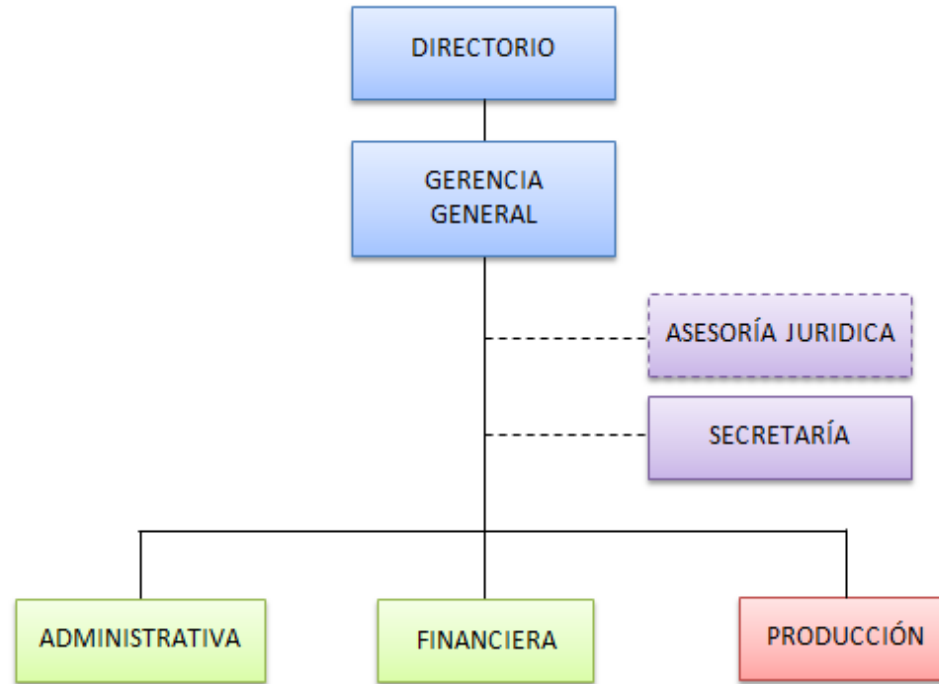 DIRECTORIO
GERENCIA
GENERAL
ASESORÍA JURIDICA
SECRETARÍA
ADMINISTRATIVA
FINANCIERA
PRODUCCIÓN